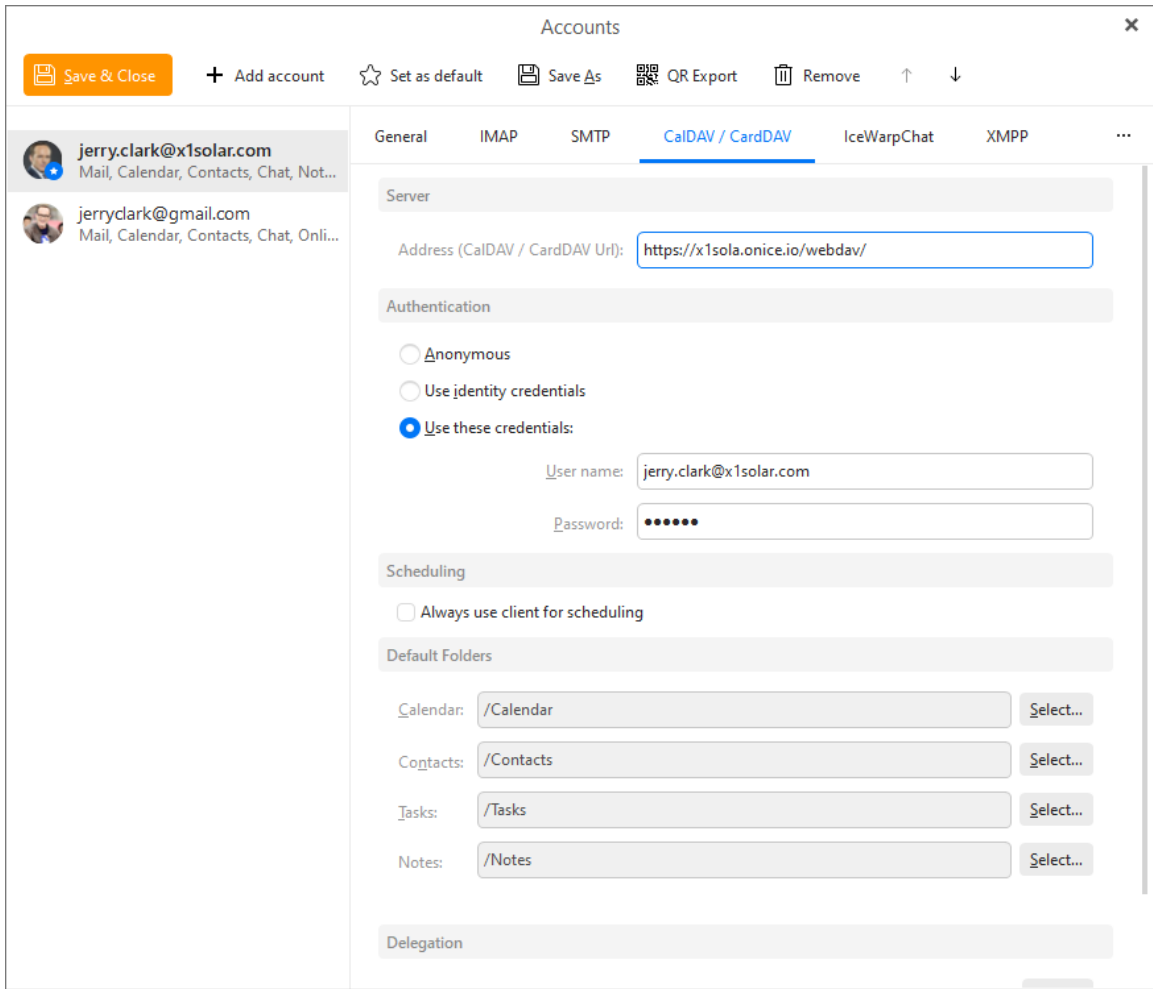 Accounts
Save & Close
Add account
Set as default
Save As
QR Export
Remove
jerry.clark@x1solar.com
Mail, Calendar, Contacts, Chat, Not...
jerryclark@gmail.com
Mail, Calendar, Contacts, Chat, Onli...
General
IMAP
SMTP
CalDAV / CardDAV
IceWarpChat
XMPP
...
Server
Address (CalDAV / CardDAV Url):
https://x1sola.onice.io/webdav/
Authentication
Anonymous
Use identity credentials
Use these credentials:
User name:
jerry.clark@x1solar.com
Password:
••••••
Scheduling
Always use client for scheduling
Default Folders
Calendar:
/Calendar
Select...
Contacts:
/Contacts
Select...
Tasks:
/Tasks
Select...
Notes:
/Notes
Select...
Delegation